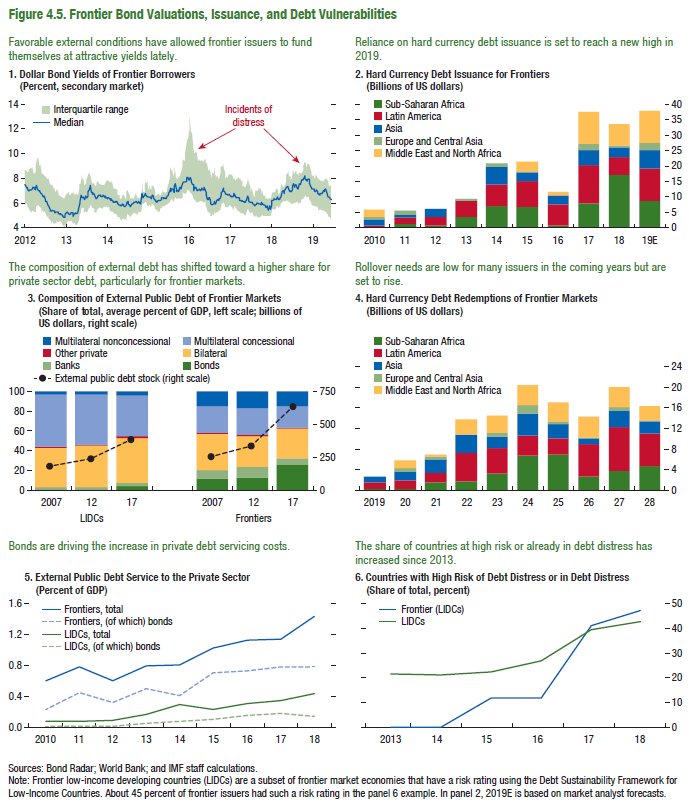 Figure 4.5. Frontier Bond Valuations, Issuance, and Debt Vulnerabilities
Favorable external conditions have allowed frontier issuers to fund
themselves at attractive yields lately.
1. Dollar Bond Yields of Frontier Borrowers
(Percent, secondary market)
14
12
10
8
6
4
Interquartile range
Median
Incidents of
distress
2012 13 14 15 16 17 18 19
Reliance on hard currency debt issuance is set to reach a new high in
2019.
2. Hard Currency Debt Issuance for Frontiers
(Billions of US dollars)
Sub-Saharan Africa
Latin America
Asia
Europe and Central Asia
Middle East and North Africa
40
35
30
25
20
15
10
5
0
2010 11 12 13 14 15 16 17 18 19E
The composition of external debt has shifted toward a higher share for
private sector debt, particularly for frontier markets.
3. Composition of External Public Debt of Frontier Markets
(Share of total, average percent of GDP, left scale; billions of
US dollars, right scale)
Multilateral nonconcessional Multilateral concessional
Other private Bilateral
Banks Bonds
External public debt stock (right scale)
100
80
60
40
20
0
750
500
250
0
2007 12 17 2007 12 17
LIDCs Frontiers
Rollover needs are low for many issuers in the coming years but are
set to rise.
4. Hard Currency Debt Redemptions of Frontier Markets
(Billions of US dollars)
Sub-Saharan Africa
Latin America
Asia
Europe and Central Asia
Middle East and North Africa
24
20
16
12
8
4
0
2019 20 21 22 23 24 25 26 27 28
Bonds are driving the increase in private debt servicing costs.
5. External Public Debt Service to the Private Sector
(Percent of GDP)
1.6
1.2
0.8
0.4
0.0
Frontiers, total
Frontiers, (of which) bonds
LIDCs, total
LIDCs, (of which) bonds
2010 11 12 13 14 15 16 17 18
The share of countries at high risk or already in debt distress has
increased since 2013.
6. Countries with High Risk of Debt Distress or in Debt Distress
(Share of total, percent)
Frontier (LIDCs)
LIDCs
50
40
30
20
10
0
2013 14 15 16 17 18
Sources: Bond Radar; World Bank; and IMF staff calculations.
Note: Frontier low-income developing countries (LIDCs) are a subset of frontier market economies that have a risk rating using the Debt Sustainability Framework for
Low-Income Countries. About 45 percent of frontier issuers had such a risk rating in the panel 6 example. In panel 2, 2019E is based on market analyst forecasts.